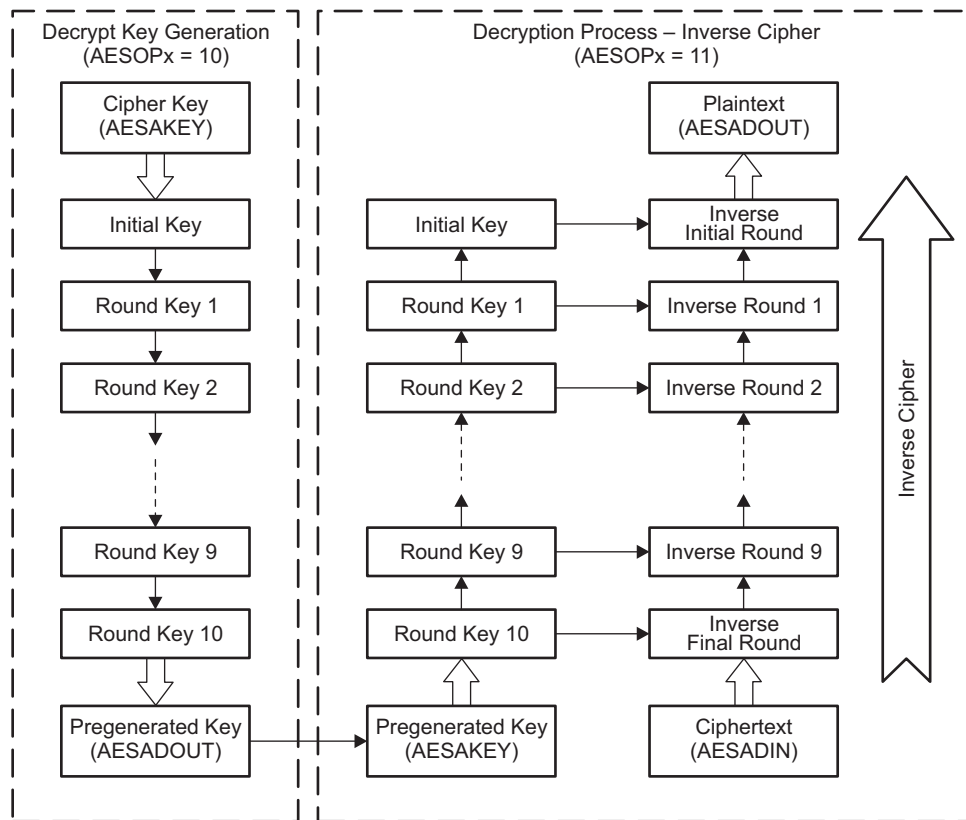 Decrypt Key Generation
(AESOPx = 10)
Cipher Key
(AESAKEY)
Initial Key
Round Key 1
Round Key 2
Round Key 9
Round Key 10
Pregenerated Key
(AESADOUT)
Decryption Process – Inverse Cipher
(AESOPx = 11)
Plaintext
(AESADOUT)
Initial Key
Inverse
Initial Round
Round Key 1
Inverse Round 1
Round Key 2
Inverse Round 2
Round Key 9
Inverse Round 9
Round Key 10
Inverse
Final Round
Pregenerated Key
(AESAKEY)
Ciphertext
(AESADIN)
Inverse Cipher